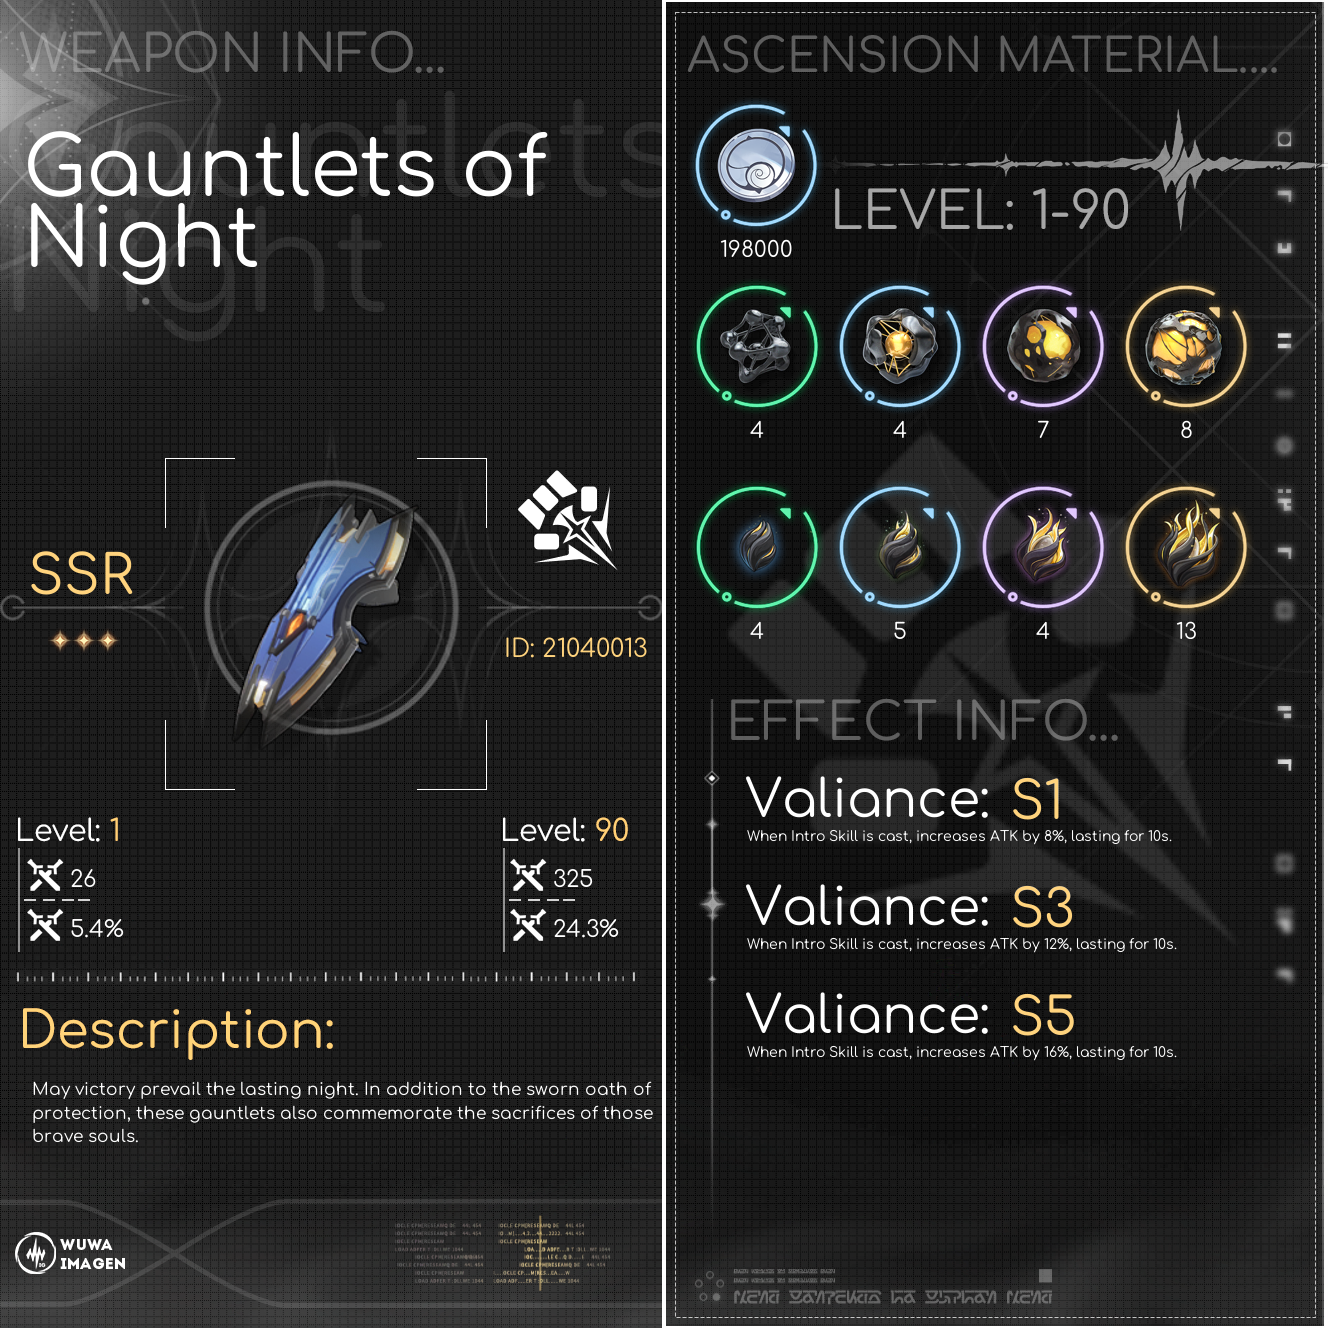 WEAPON INFO...
Gauntlets of
Night
SSR
ID: 21040013
Level: 1
26
5.4%
Level: 90
325
24.3%
Description:
May victory prevail the lasting night. In addition to the sworn oath of
protection, these gauntlets also commemorate the sacrifices of those
brave souls.
WUWA
IMAGEN
ASCENSION MATERIAL....
198000
LEVEL: 1-90
4 4 7 8
4 5 4 13
EFFECT INFO...
Valiance: S1
When Intro Skill is cast, increases ATK by 8%, lasting for 10s.
Valiance: S3
When Intro Skill is cast, increases ATK by 12%, lasting for 10s.
Valiance: S5
When Intro Skill is cast, increases ATK by 16%, lasting for 10s.